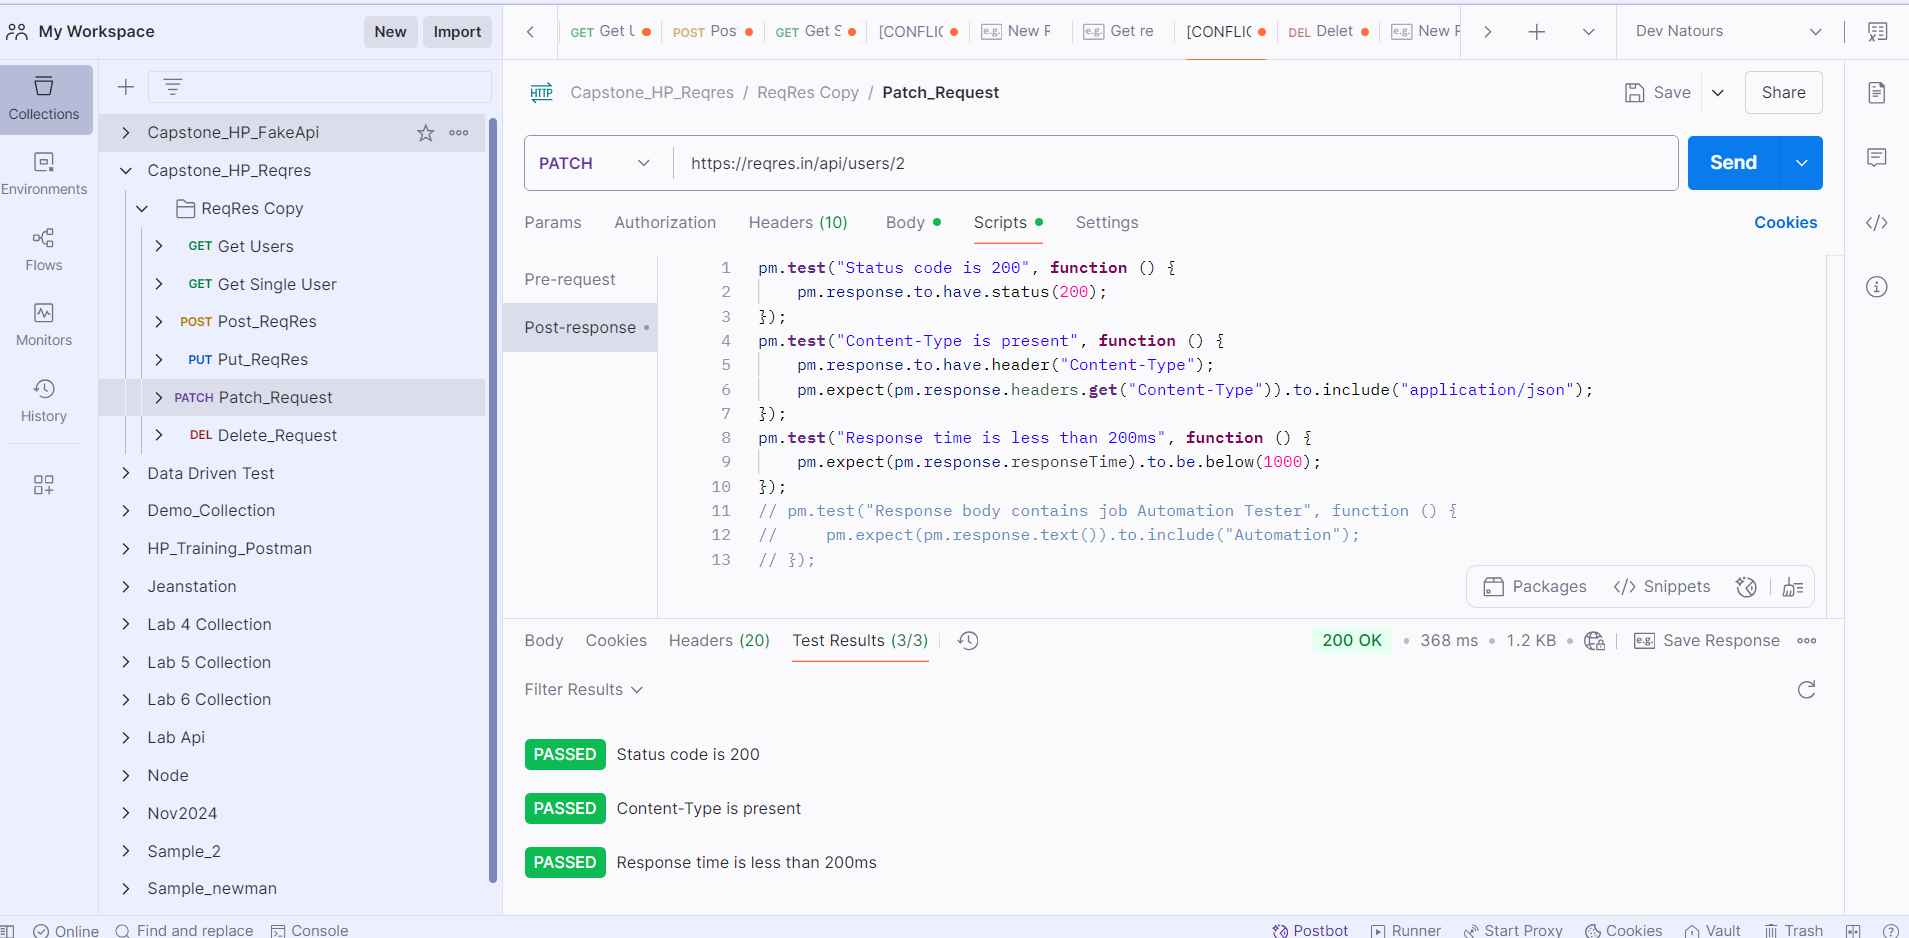 My Workspace
New
Import
GET Get U
POST Pos
GET Get S
[CONFLIC
e.g. New R
e.g. Get re
[CONFLIC
DEL Delet
e.g. New F
Dev Natours
Collections
Environments
Flows
Monitors
History
Capstone_HP_FakeApi
Capstone_HP_Reqres
ReqRes Copy
GET Get Users
GET Get Single User
POST Post_ReqRes
PUT Put_ReqRes
PATCH Patch_Request
DEL Delete_Request
Data Driven Test
Demo_Collection
HP_Training_Postman
Jeanstation
Lab 4 Collection
Lab 5 Collection
Lab 6 Collection
Lab Api
Node
Nov2024
Sample_2
Sample_newman
HTTP Capstone_HP_Reqres / ReqRes Copy / Patch_Request
Save
Share
PATCH
https://reqres.in/api/users/2
Send
Params
Authorization
Headers (10)
Body
Scripts
Settings
Cookies
Pre-request
Post-response
1 pm.test("Status code is 200", function () {
2 pm.response.to.have.status(200);
3 });
4 pm.test("Content-Type is present", function () {
5 pm.response.to.have.header("Content-Type");
6 pm.expect(pm.response.headers.get("Content-Type")).to.include("application/json");
7 });
8 pm.test("Response time is less than 200ms", function () {
9 pm.expect(pm.response.responseTime).to.be.below(1000);
10 });
11 // pm.test("Response body contains job Automation Tester", function () {
12 // pm.expect(pm.response.text()).to.include("Automation");
13 // });
Packages
</> Snippets
Body
Cookies
Headers (20)
Test Results (3/3)
200 OK
368 ms
1.2 KB
e.g. Save Response
Filter Results
PASSED Status code is 200
PASSED Content-Type is present
PASSED Response time is less than 200ms
Online
Find and replace
Console
Postbot
Runner
Start Proxy
Cookies
Vault
Trash